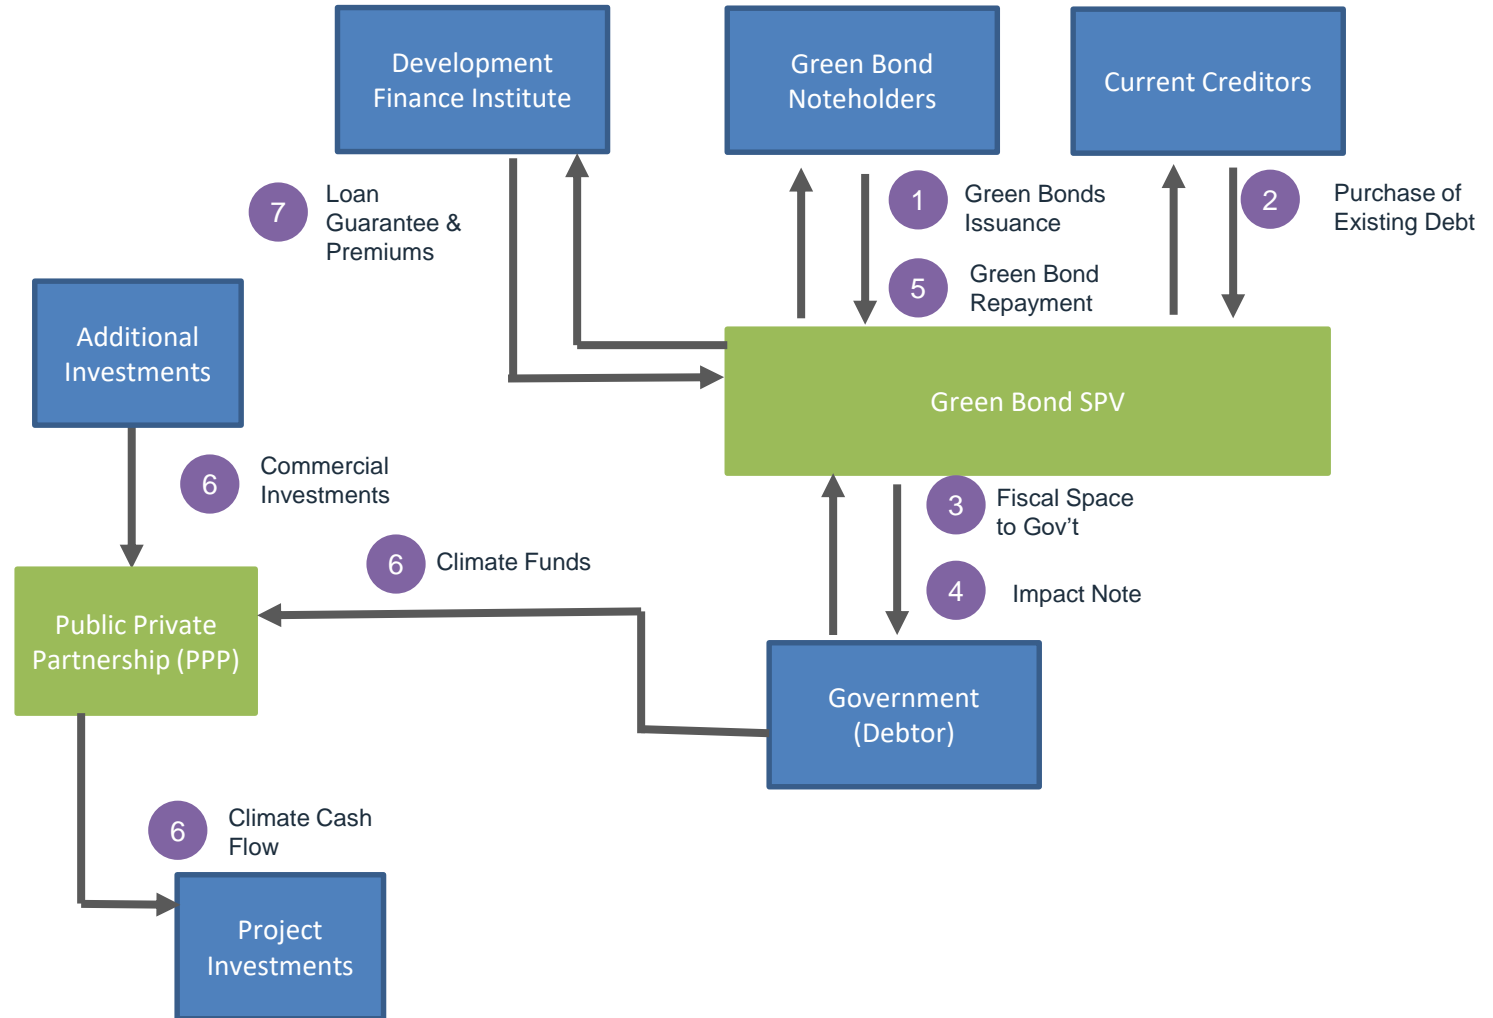 Development
Finance Institute
Green Bond
Noteholders
Current Creditors
7
Loan
Guarantee &
Premiums
1
Green Bonds
Issuance
2
Purchase of
Existing Debt
5
Green Bond
Repayment
Additional
Investments
Green Bond SPV
6
Commercial
Investments
3
Fiscal Space
to Gov't
6
Climate Funds
4
Impact Note
Public Private
Partnership (PPP)
Government
(Debtor)
6
Climate Cash
Flow
Project
Investments